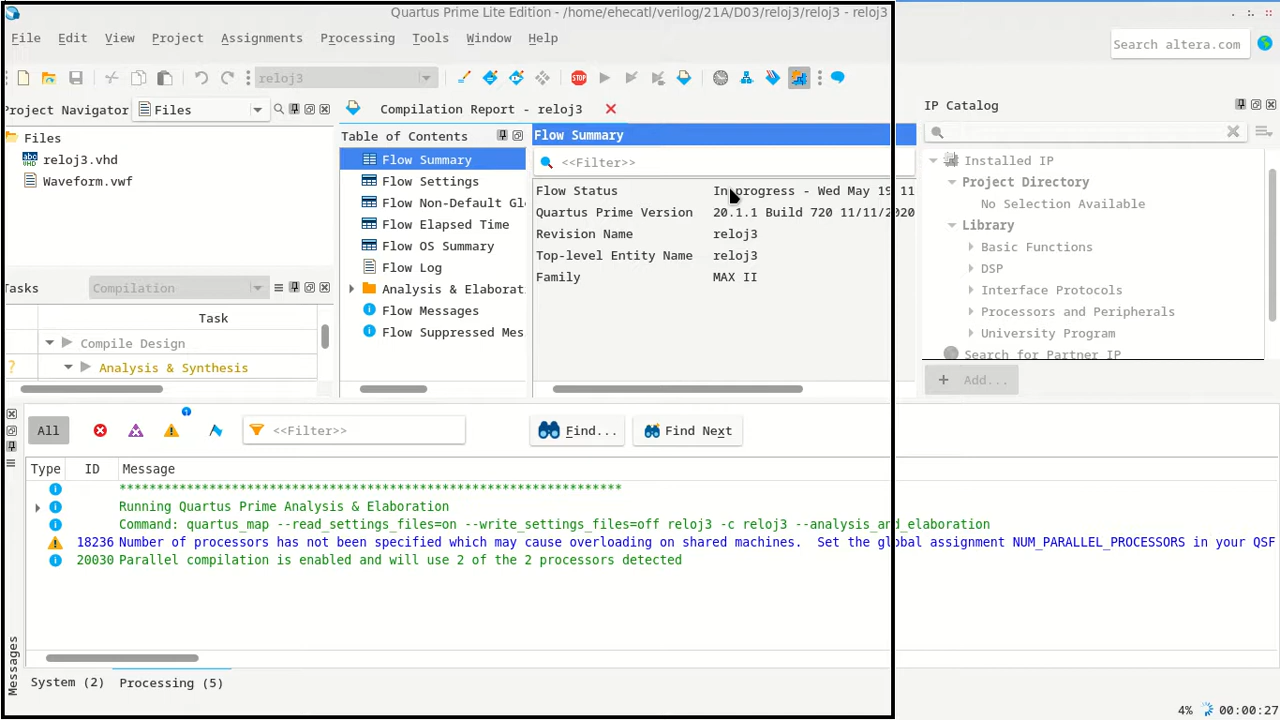 Quartus Prime Lite Edition - /home/ehecatl/verilog/21A/D03/reloj3/reloj3 - reloj3
File Edit View Project Assignments Processing Tools Window Help
Search altera.com
reloj3
Project Navigator Files
Compilation Report - reloj3
IP Catalog
Files
reloj3.vhd
Waveform.vwf
Table of Contents
Flow Summary
Flow Settings
Flow Non-Default Gl
Flow Elapsed Time
Flow OS Summary
Flow Log
Analysis & Elaborat
Flow Messages
Flow Suppressed Mes
Flow Summary
<<Filter>>
Flow Status In progress - Wed May 19 11
Quartus Prime Version 20.1.1 Build 720 11/11/2020
Revision Name reloj3
Top-level Entity Name reloj3
Family MAX II
Installed IP
Project Directory
No Selection Available
Library
Basic Functions
DSP
Interface Protocols
Processors and Peripherals
University Program
Search for Partner IP
+ Add...
Tasks Compilation
Task
Compile Design
? Analysis & Synthesis
All <<Filter>> Find... Find Next
Type ID Message
*******************************************************************
Running Quartus Prime Analysis & Elaboration
Command: quartus_map --read_settings_files=on --write_settings_files=off reloj3 -c reloj3 --analysis_and_elaboration
18236 Number of processors has not been specified which may cause overloading on shared machines.  Set the global assignment NUM_PARALLEL_PROCESSORS in your QSF
20030 Parallel compilation is enabled and will use 2 of the 2 processors detected
Messages
System (2) Processing (5)
4% 00:00:27